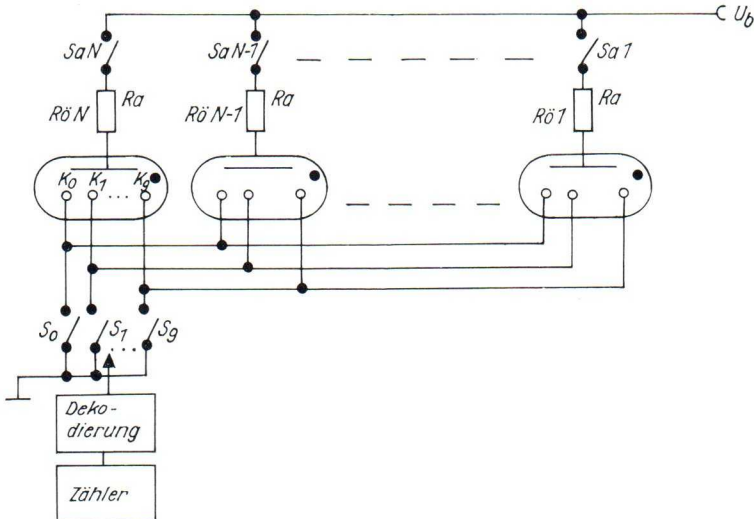 U_b
SaN SaN-1 Sa1
RöN Ra RöN-1 Ra Rö1 Ra
K_0 K_1 ... K_9
S_0 S_1 ... S_9
Deko-
dierung
Zähler